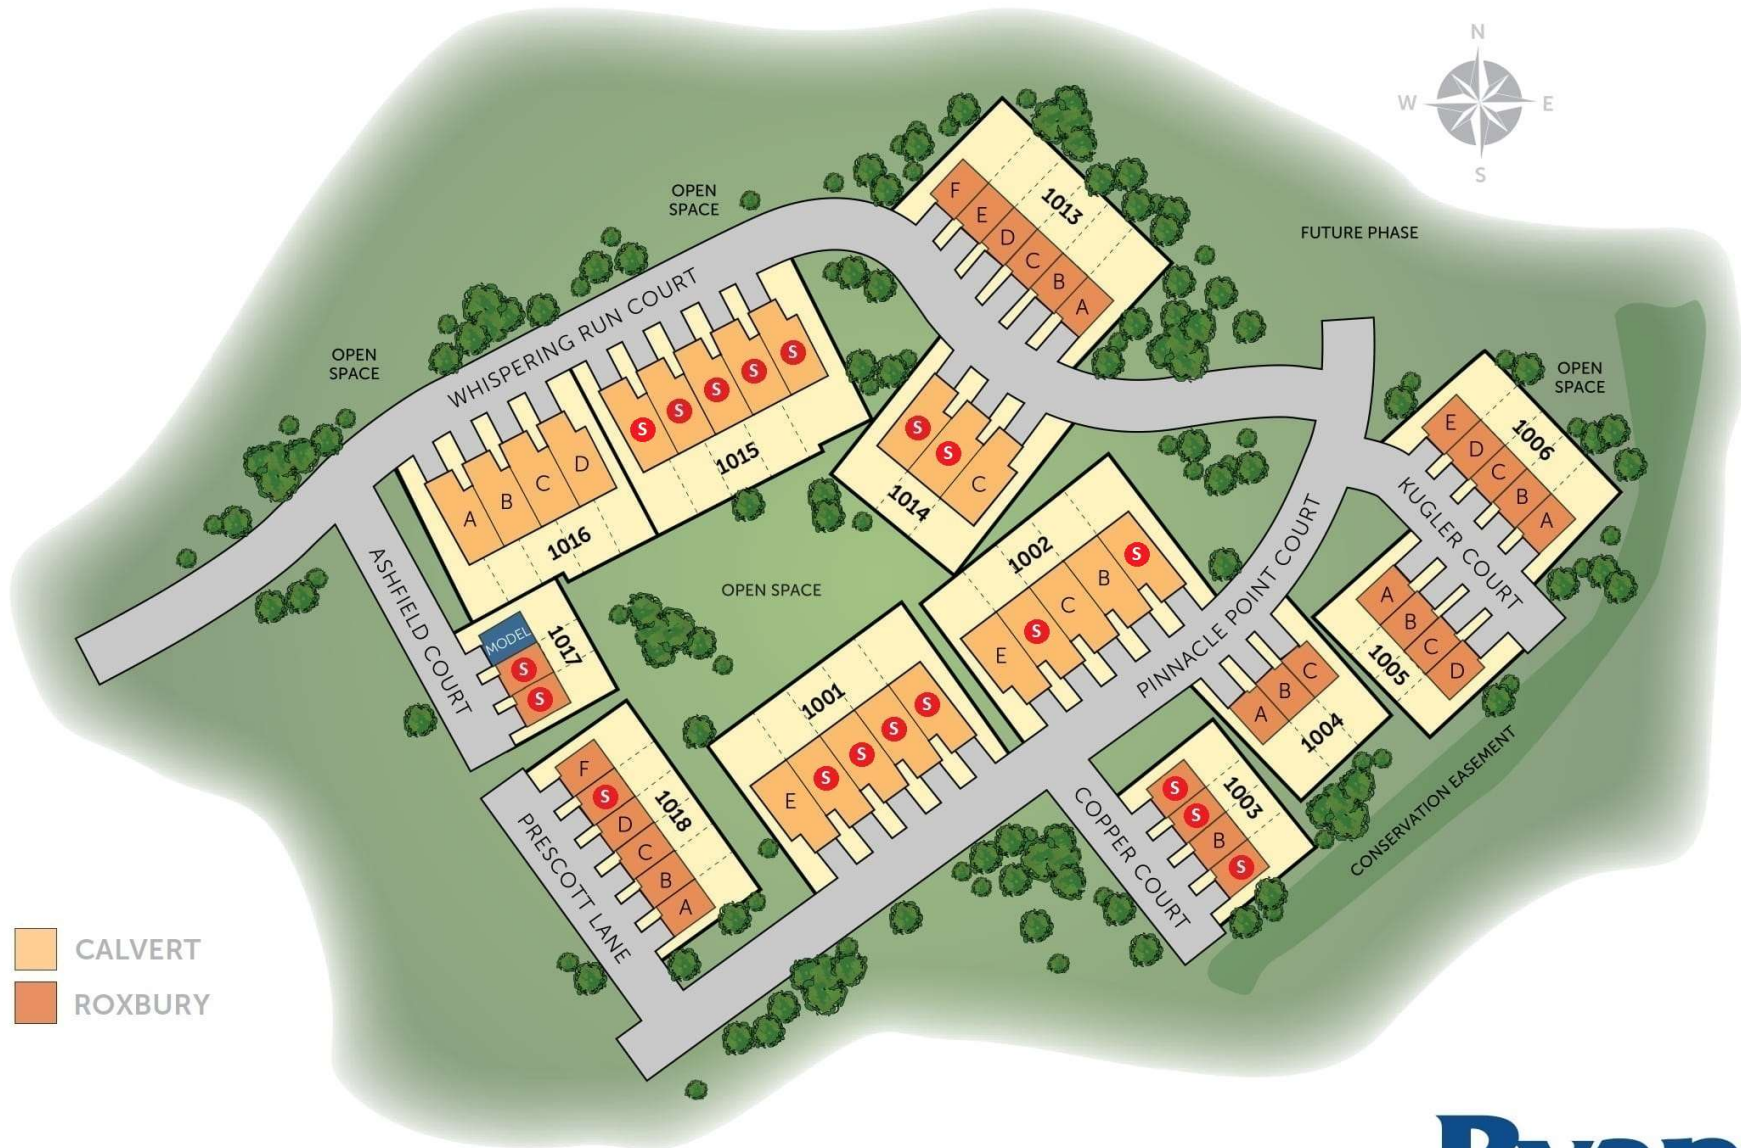 N
W
E
S
OPEN
SPACE
FUTURE PHASE
F
E
D
C
B
A
1013
WHISPERING RUN COURT
OPEN
SPACE
S
S
S
S
S
1015
A
B
C
D
1016
S
S
C
1014
OPEN
SPACE
E
D
C
B
A
1006
KUGLER COURT
A
B
C
D
1005
ASHFIELD COURT
MODEL
S
S
1017
OPEN SPACE
1002
E
S
C
B
S
PINNACLE POINT COURT
A
B
C
1004
1001
E
S
S
S
S
F
S
D
C
B
A
1018
PRESCOTT LANE
S
S
B
S
1003
COPPER COURT
CONSERVATION EASEMENT
CALVERT
ROXBURY
Ryan